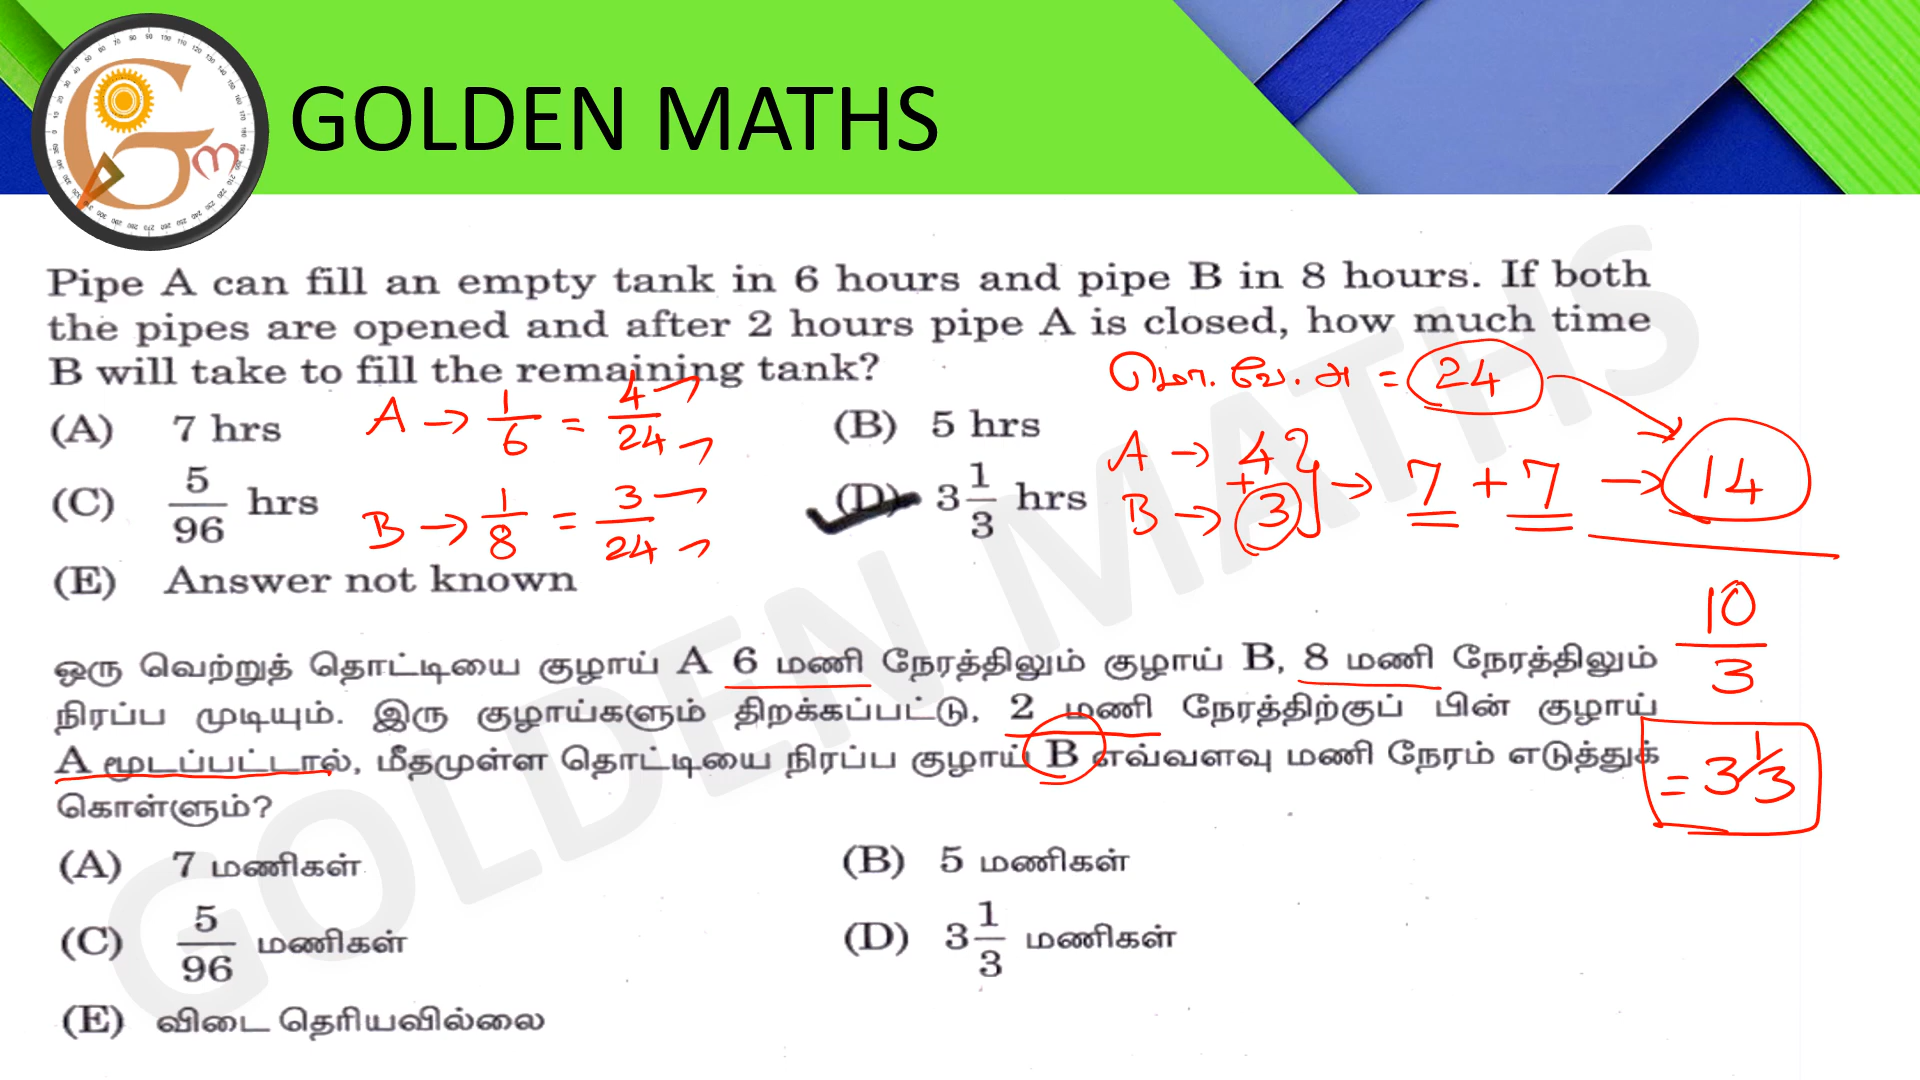 GOLDEN MATHS
Pipe A can fill an empty tank in 6 hours and pipe B in 8 hours. If both
the pipes are opened and after 2 hours pipe A is closed, how much time
B will take to fill the remaining tank?
மொ. வே. அ = 24
(A) 7 hrs
A → 1/6 = 4/24
(B) 5 hrs
A → 4
+
B → 3
→ 7 + 7 → 14
(C) 5/96 hrs
B → 1/8 = 3/24
(D) 3 1/3 hrs
(E) Answer not known
10/3
= 3 1/3
ஒரு வெற்றுத் தொட்டியை குழாய் A 6 மணி நேரத்திலும் குழாய் B, 8 மணி நேரத்திலும்
நிரப்ப முடியும். இரு குழாய்களும் திறக்கப்பட்டு, 2 மணி நேரத்திற்குப் பின் குழாய்
A மூடப்பட்டால், மீதமுள்ள தொட்டியை நிரப்ப குழாய் B எவ்வளவு மணி நேரம் எடுத்துக்
கொள்ளும்?
(A) 7 மணிகள்
(B) 5 மணிகள்
(C) 5/96 மணிகள்
(D) 3 1/3 மணிகள்
(E) விடை தெரியவில்லை
GOLDEN MATHS